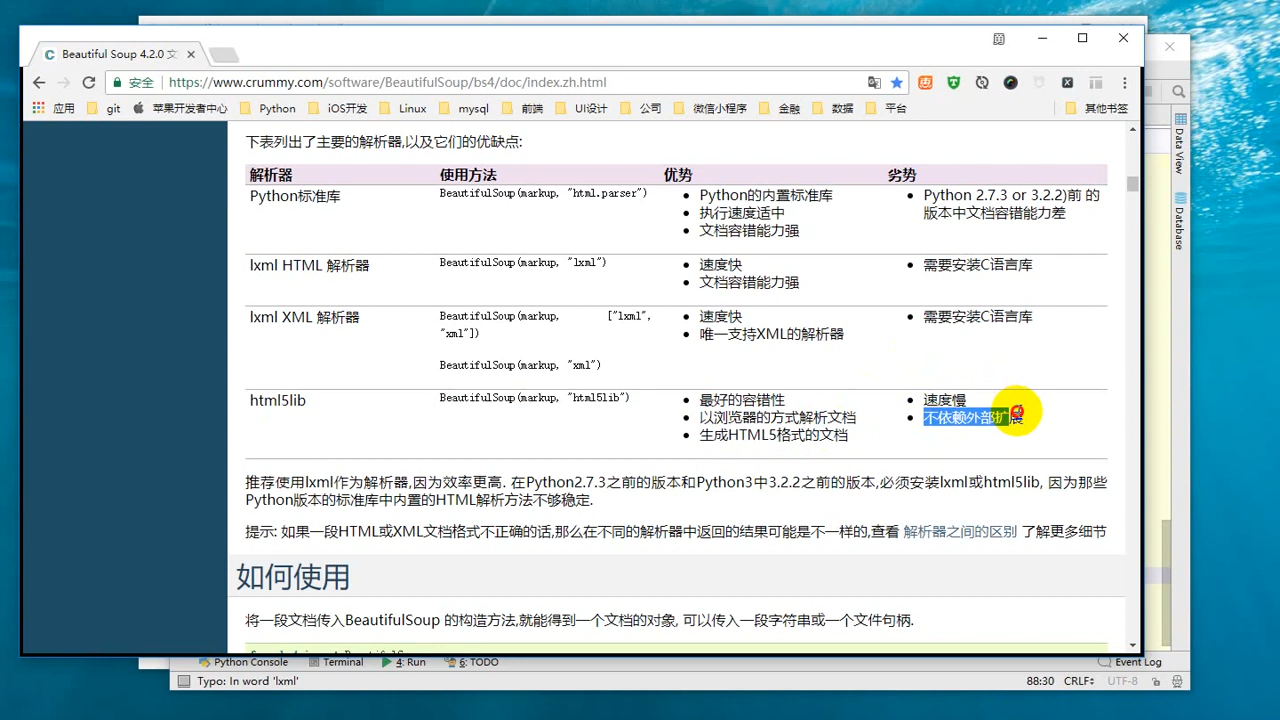 Beautiful Soup 4.2.0 文
安全 https://www.crummy.com/software/BeautifulSoup/bs4/doc/index.zh.html
应用 git 苹果开发者中心 Python iOS开发 Linux mysql 前端 UI设计 公司 微信小程序 金融 数据 平台 其他书签
下表列出了主要的解析器,以及它们的优缺点:
解析器 使用方法 优势 劣势
Python标准库 BeautifulSoup(markup, "html.parser") Python的内置标准库 Python 2.7.3 or 3.2.2)前 的
执行速度适中 版本中文档容错能力差
文档容错能力强
lxml HTML 解析器 BeautifulSoup(markup, "lxml") 速度快 需要安装C语言库
文档容错能力强
lxml XML 解析器 BeautifulSoup(markup, ["lxml", 速度快 需要安装C语言库
"xml"]) 唯一支持XML的解析器
BeautifulSoup(markup, "xml")
html5lib BeautifulSoup(markup, "html5lib") 最好的容错性 速度慢
以浏览器的方式解析文档 不依赖外部扩展
生成HTML5格式的文档
推荐使用lxml作为解析器,因为效率更高. 在Python2.7.3之前的版本和Python3中3.2.2之前的版本,必须安装lxml或html5lib, 因为那些
Python版本的标准库中内置的HTML解析方法不够稳定.
提示: 如果一段HTML或XML文档格式不正确的话,那么在不同的解析器中返回的结果可能是不一样的,查看 解析器之间的区别 了解更多细节
如何使用
将一段文档传入BeautifulSoup 的构造方法,就能得到一个文档的对象, 可以传入一段字符串或一个文件句柄.
Data View
Database
Python Console Terminal 4: Run 6: TODO Event Log
Typo: In word 'lxml' 88:30 CRLF UTF-8